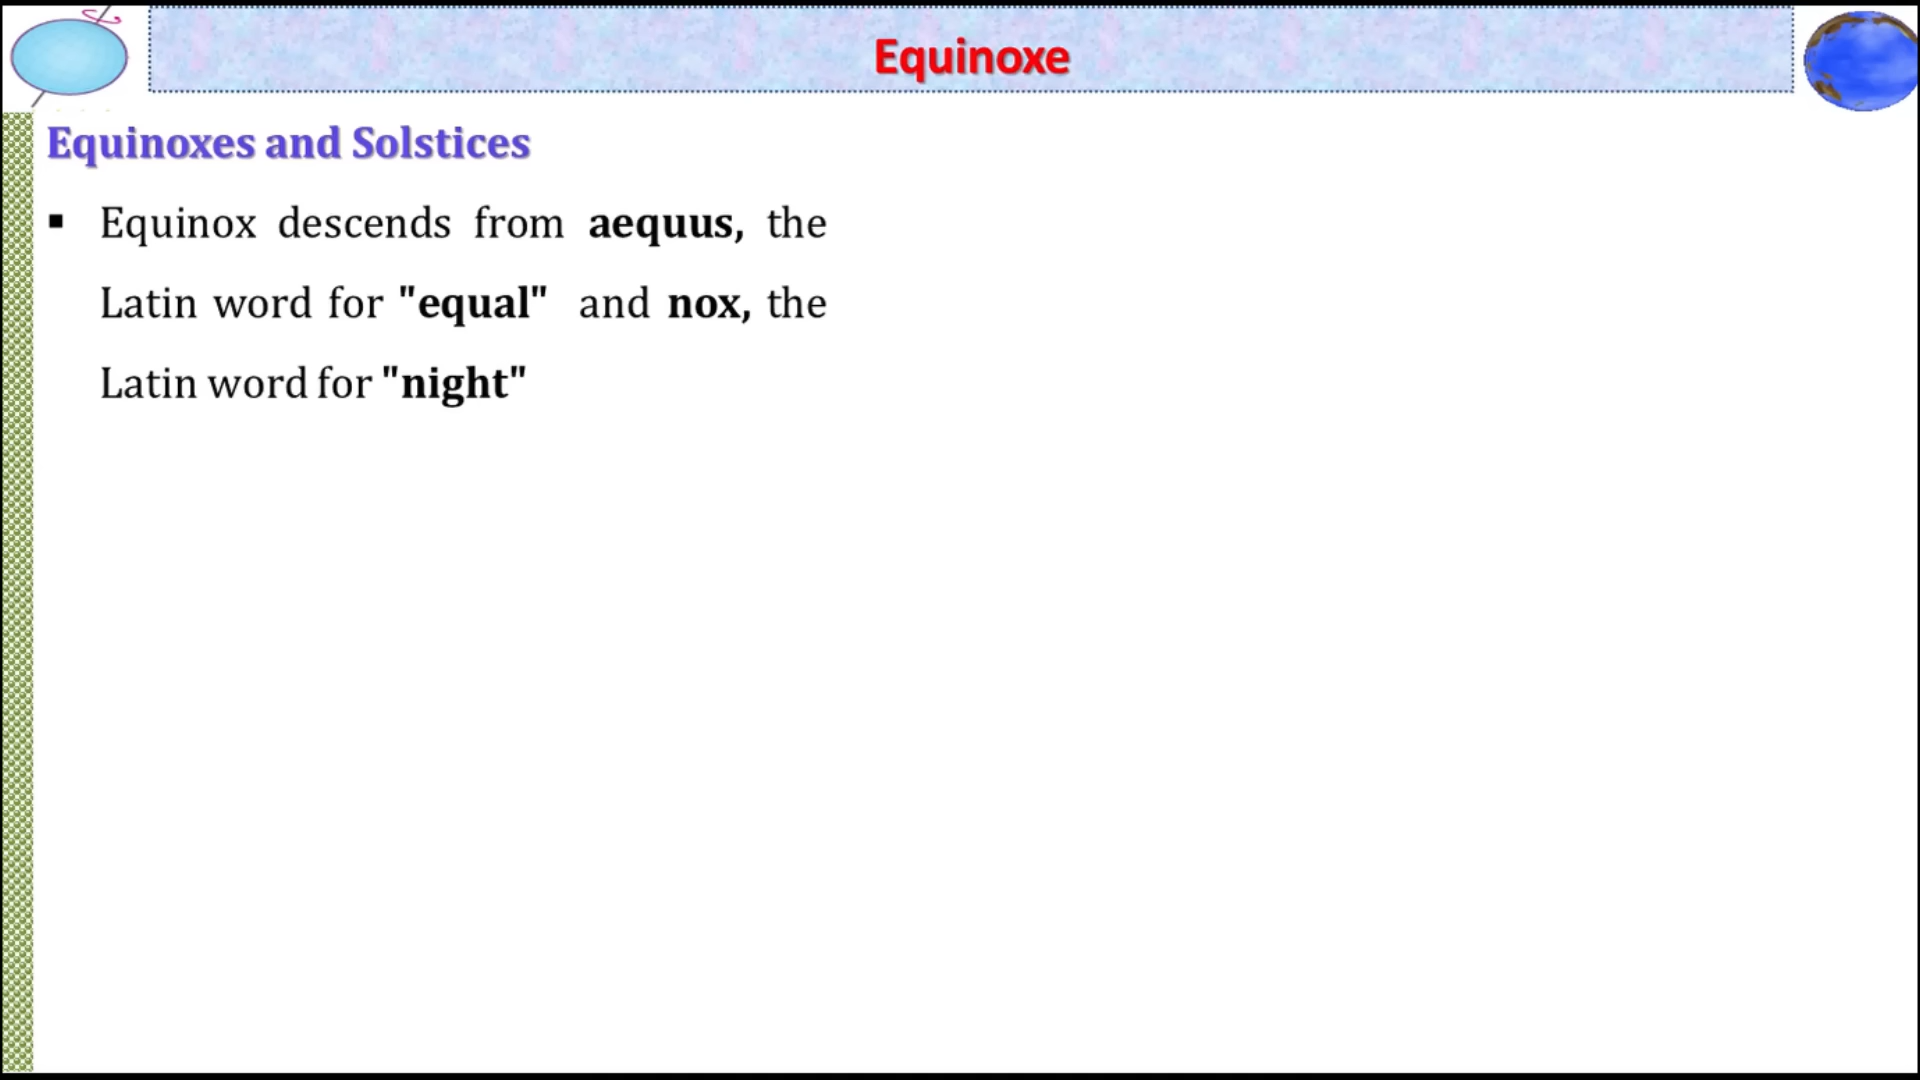 Equinoxe
Equinoxes and Solstices
▪ Equinox descends from aequus, the
Latin word for "equal" and nox, the
Latin word for "night"